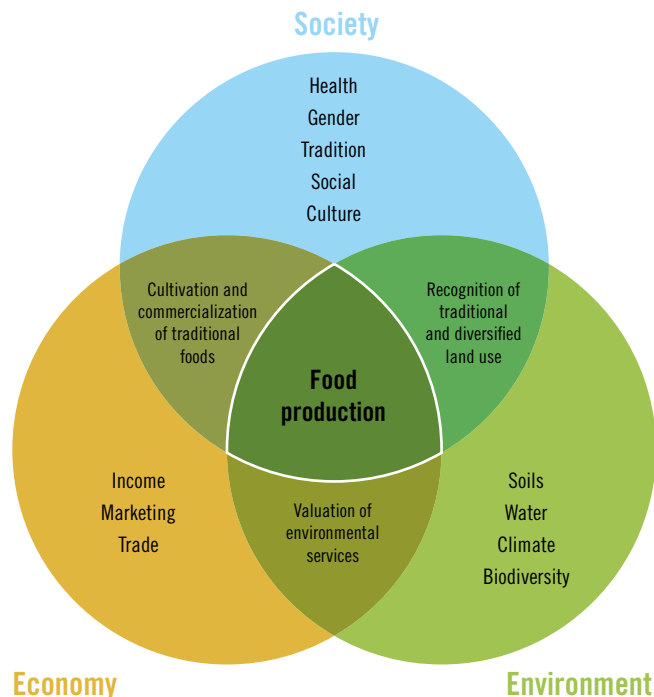 Society
Health
Gender
Tradition
Social
Culture
Cultivation and
commercialization
of traditional
foods
Recognition of
traditional
and diversified
land use
Food
production
Income
Marketing
Trade
Valuation of
environmental
services
Soils
Water
Climate
Biodiversity
Economy
Environment